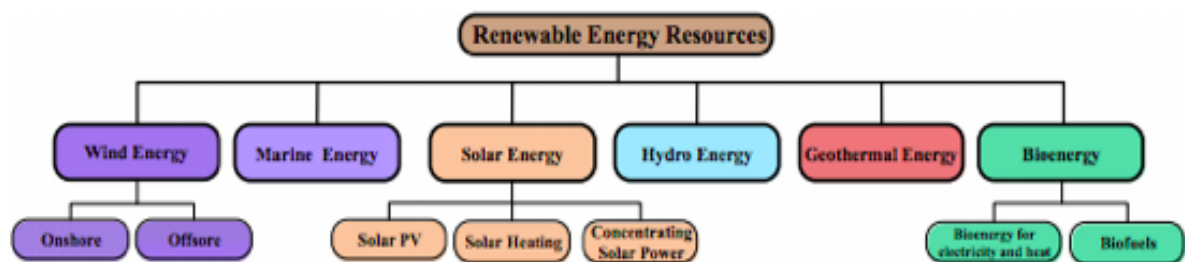 Renewable Energy Resources
Wind Energy
Marine Energy
Solar Energy
Hydro Energy
Geothermal Energy
Bioenergy
Onshore
Offsore
Solar PV
Solar Heating
Concentrating
Solar Power
Bioenergy for
electricity and heat
Biofuels